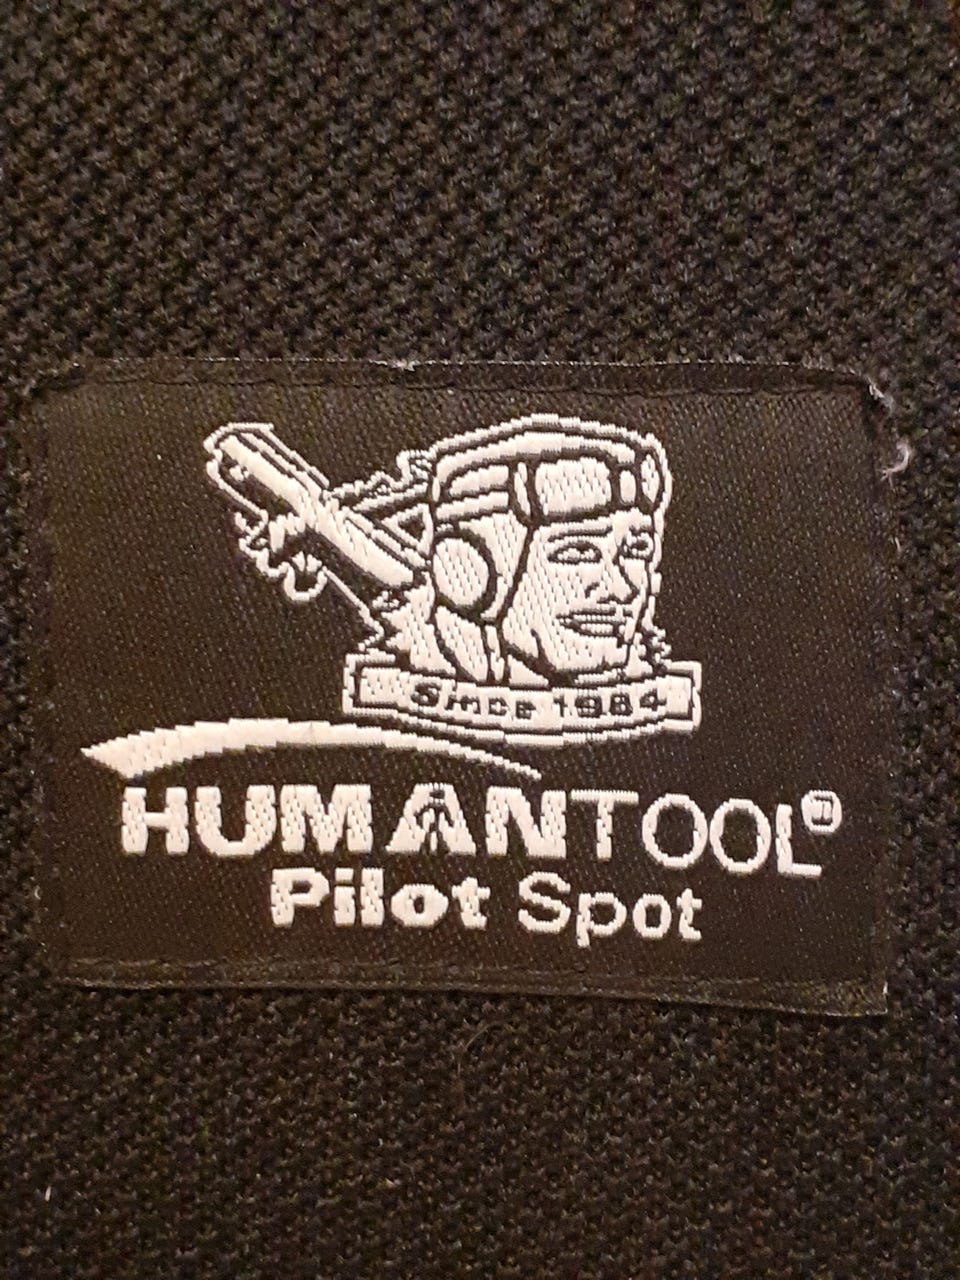 Since 1984
HUMANTOOL®
Pilot Spot